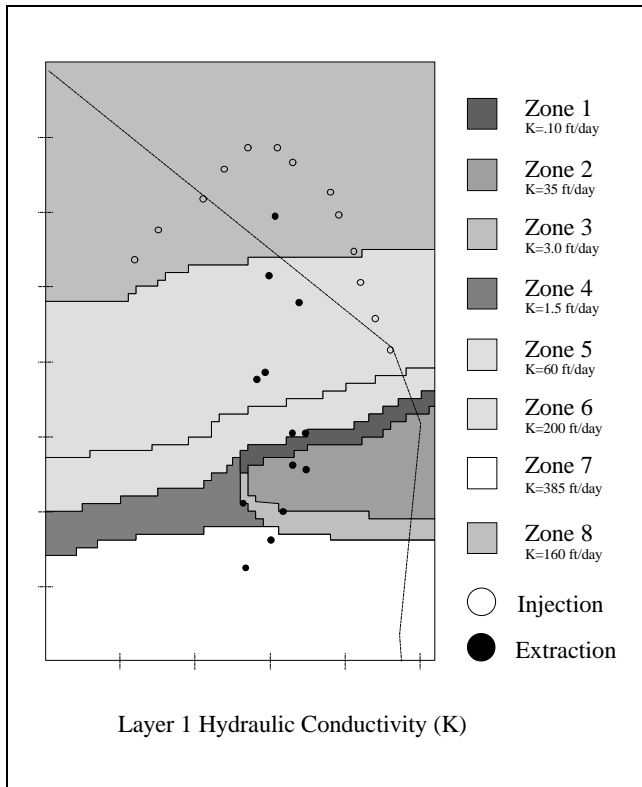 Zone 1
K=.10 ft/day
Zone 2
K=35 ft/day
Zone 3
K=3.0 ft/day
Zone 4
K=1.5 ft/day
Zone 5
K=60 ft/day
Zone 6
K=200 ft/day
Zone 7
K=385 ft/day
Zone 8
K=160 ft/day
Injection
Extraction
Layer 1 Hydraulic Conductivity (K)